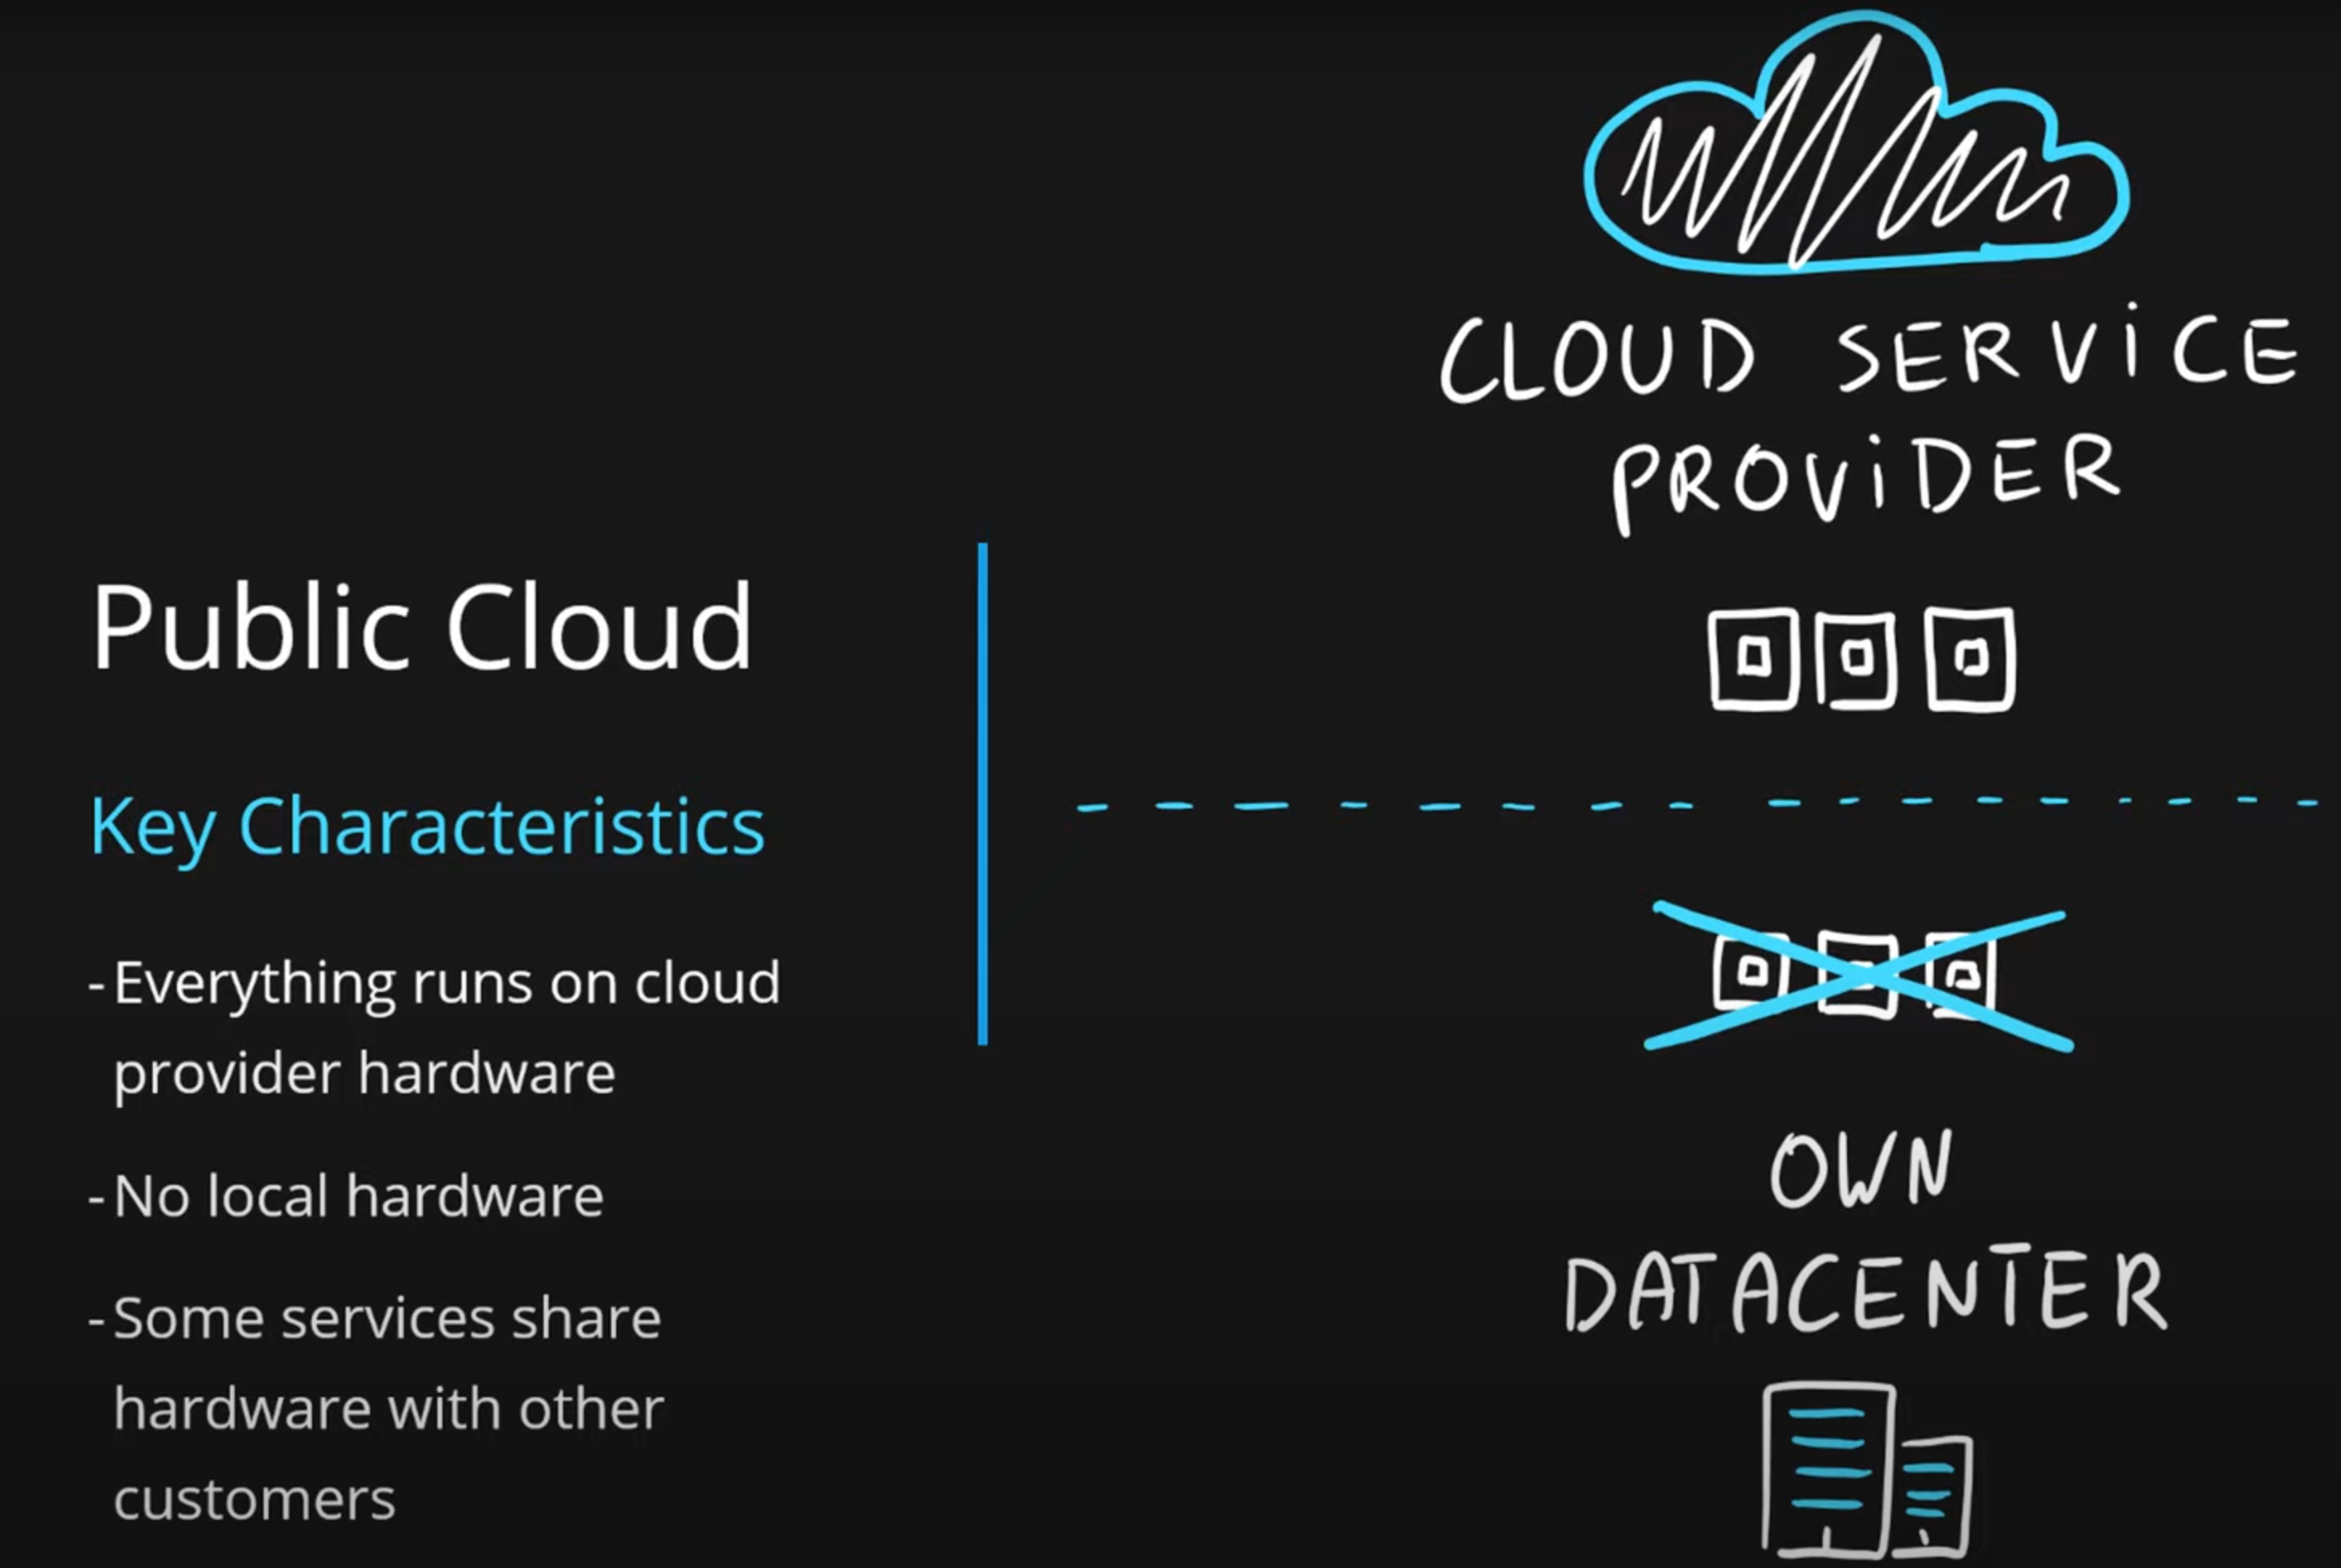 Public Cloud
Key Characteristics
-Everything runs on cloud
provider hardware
-No local hardware
-Some services share
hardware with other
customers
CLOUD SERViCE
PROViDER
OWN
DATACENTER